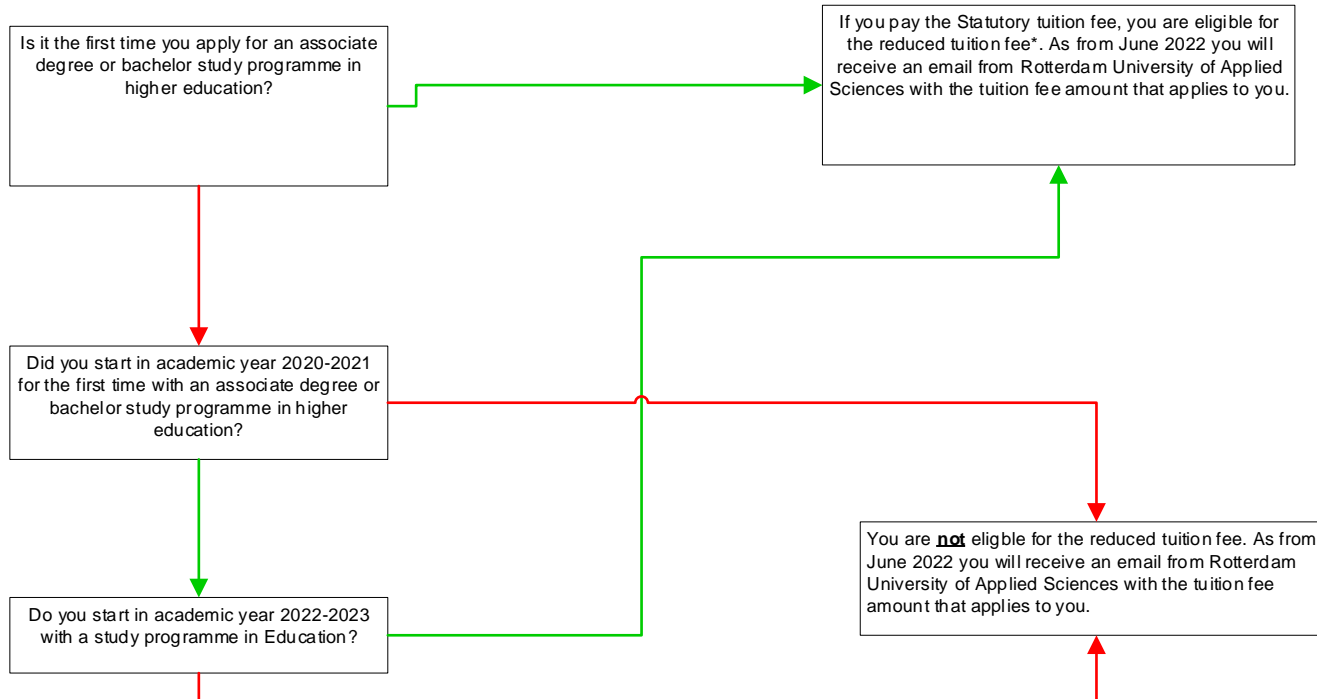 Is it the first time you apply for an associate
degree or bachelor study programme in
higher education?
If you pay the Statutory tuition fee, you are eligible for
the reduced tuition fee*. As from June 2022 you will
receive an email from Rotterdam University of Applied
Sciences with the tuition fee amount that applies to you.
Did you start in academic year 2020-2021
for the first time with an associate degree or
bachelor study programme in higher
education?
You are not eligble for the reduced tuition fee. As from
June 2022 you will receive an email from Rotterdam
University of Applied Sciences with the tuition fee
amount that applies to you.
Do you start in academic year 2022-2023
with a study programme in Education?